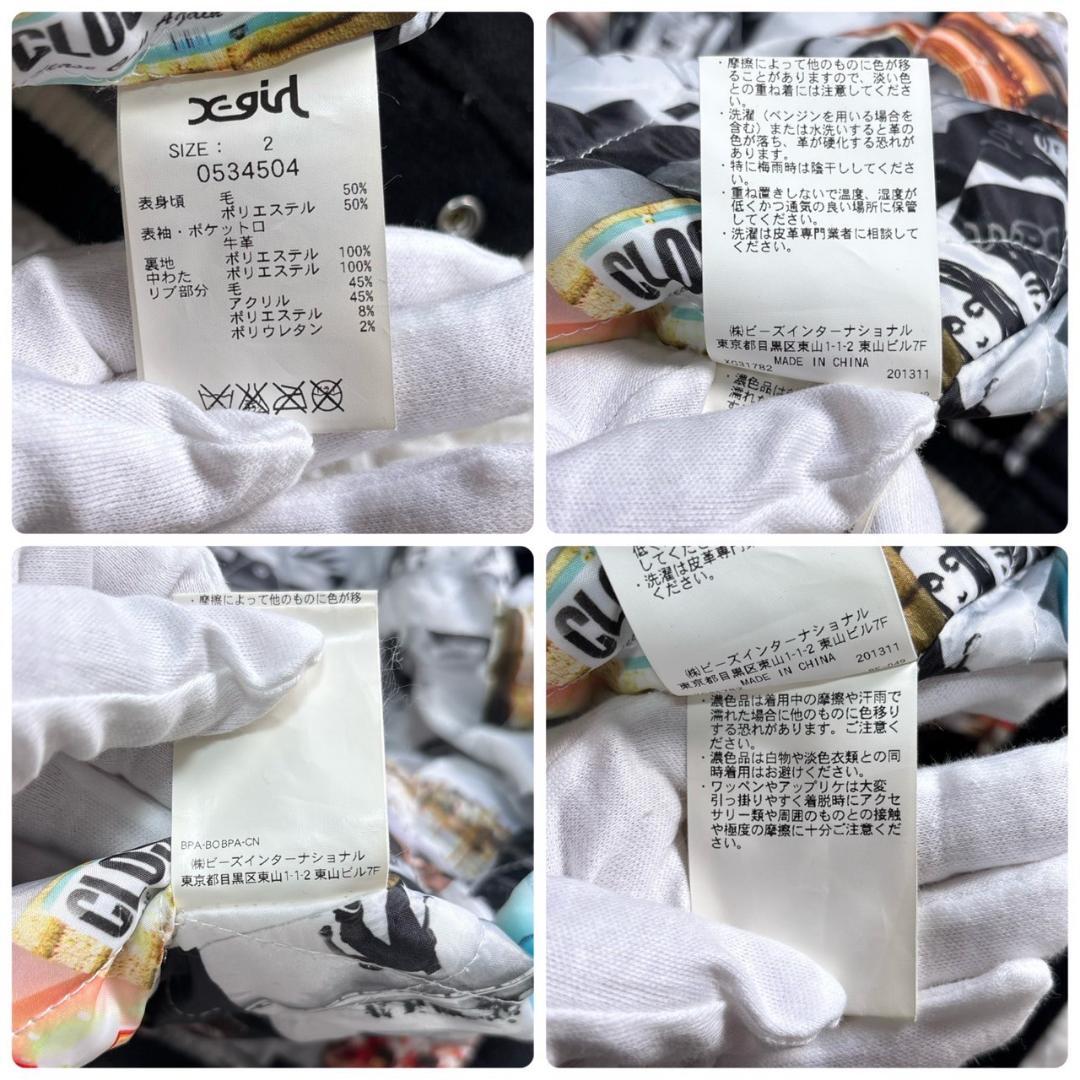 CLO
Again
X-girl
SIZE : 2
0534504
表身頃 毛 50%
ポリエステル 50%
表袖・ポケット口
牛革
裏地 ポリエステル 100%
中わた ポリエステル 100%
リブ部分 毛 45%
アクリル 45%
ポリエステル 8%
ポリウレタン 2%
・摩擦によって他のものに色が移
ることがありますので、淡い色
との重ね着には注意してくださ
い。
・洗濯（ベンジンを用いる場合を
含む）または水洗いすると革の
色が落ち、革が硬化する恐れが
あります。
・特に梅雨時は陰干ししてくださ
い。
・重ね置きしないで温度、湿度が
低くかつ通気の良い場所に保管
してください。
・洗濯は皮革専門業者に相談して
ください。
㈱ビーズインターナショナル
東京都目黒区東山1-1-2 東山ビル7F
MADE IN CHINA
X031782
201311
・濃色品は
CLO
X-girl
・摩擦によって他のものに色が移
BPA-BOBPA-CN
㈱ビーズインターナショナル
東京都目黒区東山1-1-2 東山ビル7F
CLO
してくださ
・洗濯は皮革専門
ください。
㈱ビーズインターナショナル
東京都目黒区東山1-1-2 東山ビル7F
MADE IN CHINA 201311
・濃色品は着用中の摩擦や汗雨で
濡れた場合に他のものに色移り
する恐れがあります。ご注意く
ださい。
・濃色品は白物や淡色衣類との同
時着用はお避けください。
・ワッペンやアップリケは大変
引っ掛りやすく着脱時にアクセ
サリー類や周囲のものとの接触
や極度の摩擦に十分ご注意くだ
さい。
CLO